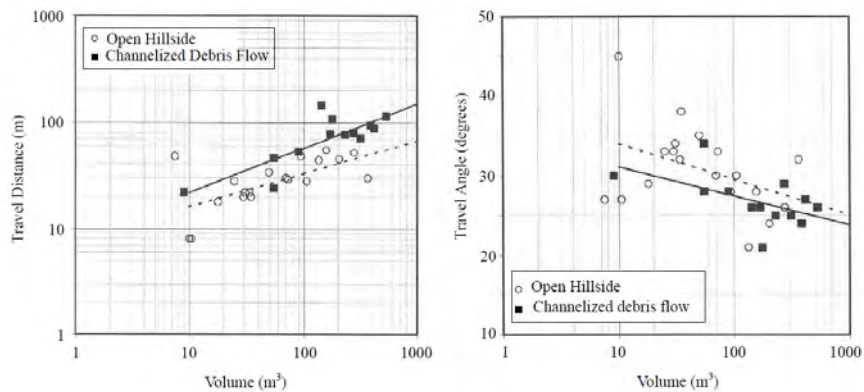 1000
100
10
1
Travel Distance (m)
Open Hillside
Channelized Debris Flow
1
10
100
1000
Volume (m³)
50
40
30
20
10
Travel Angle (degrees)
Open Hillside
Channelized debris flow
1
10
100
1000
Volume (m³)